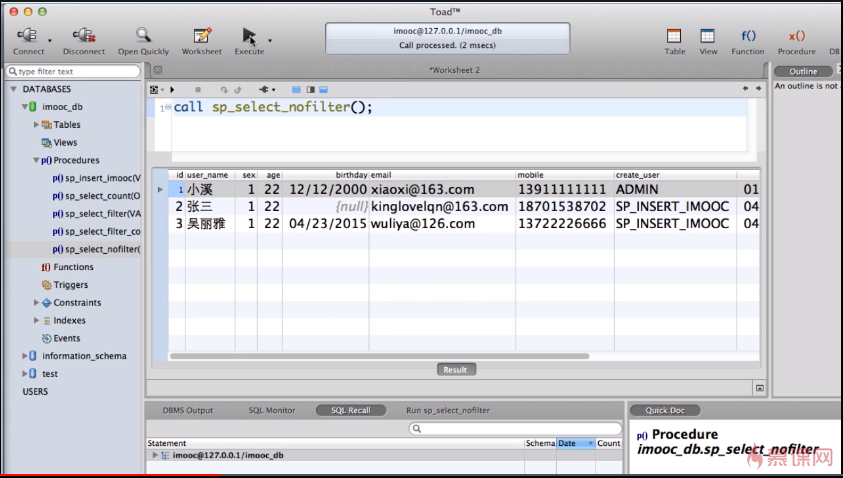 Toad™
Connect
Disconnect
Open Quickly
Worksheet
Execute
imooc@127.0.0.1/imooc_db
Call processed. (2 msecs)
Table
View
Function
Procedure
DB
type filter text
*Worksheet 2
Outline
An outline is not a
DATABASES
imooc_db
Tables
Views
Procedures
sp_insert_imooc(V
sp_select_count(O
sp_select_filter(VA
sp_select_filter_co
sp_select_nofilter(
Functions
Triggers
Constraints
Indexes
Events
information_schema
test
USERS
1 call sp_select_nofilter();
id user_name sex age birthday email mobile create_user
1 小溪 1 22 12/12/2000 xiaoxi@163.com 13911111111 ADMIN 01
2 张三 1 22 {null} kinglovelqn@163.com 18701538702 SP_INSERT_IMOOC 04
3 吴丽雅 1 22 04/23/2015 wuliya@126.com 13722226666 SP_INSERT_IMOOC 04
Result
DBMS Output
SQL Monitor
SQL Recall
Run sp_select_nofilter
Statement Schema Date Count
imooc@127.0.0.1/imooc_db
Quick Doc
p() Procedure
imooc_db.sp_select_nofilter
慕课网